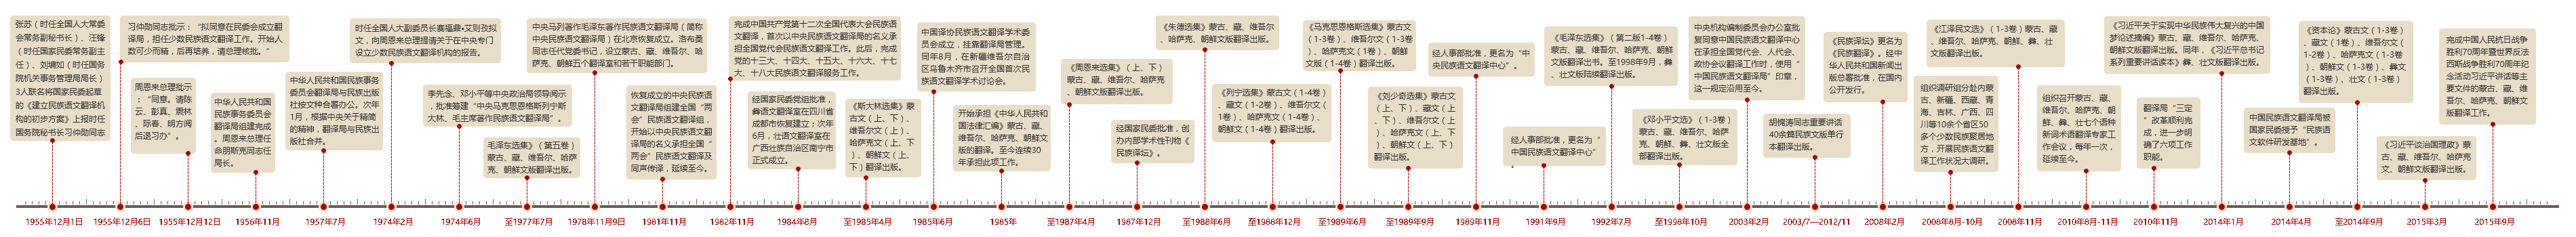 张苏（时任全国人大常委
会常务副秘书长）、汪锋
（时任国家民委常务副主
任）、刘墉如（时任国务
院机关事务管理局局长）
3人联名将国家民委起草
的《建立民族语文翻译机
构的初步方案》上报时任
国务院秘书长习仲勋同志
1955年12月1日
习仲勋同志批示：“拟同意在民委会成立翻
译局，担任少数民族语文翻译工作。开始人
数可少而精，后再培养，请总理核批。”
1955年12月6日
周恩来总理批示
：“同意。请陈
云、彭真、震林
、际春、胡方阅
后退习办”。
1955年12月12日
中华人民共和国
民族事务委员会
翻译局组建完成
。周恩来总理任
命朋斯克同志任
局长。
1956年11月
中华人民共和国民族事务
委员会翻译局与民族出版
社按文种合署办公。次年
1月，根据中央关于精简
的精神，翻译局与民族出
版社合并。
1957年7月
时任全国人大副委员长赛福鼎•艾则孜拟
文，向周恩来总理提请关于在中央专门
设立少数民族语文翻译机构的报告。
1974年2月
李先念、邓小平等中央政治局领导阅示
，批准筹建“中央马克思恩格斯列宁斯
大林、毛主席著作民族语文翻译局”。
1974年6月
毛泽东选集》（第五卷）
蒙古、藏、维吾尔、哈萨
克、朝鲜文版翻译出版。
至1977年7月
中央马列著作毛泽东著作民族语文翻译局（简称
中央民族语文翻译局）在北京恢复成立。洛布桑
同志任代党委书记，设立蒙古、藏、维吾尔、哈
萨克、朝鲜五个翻译室和若干职能部门。
1978年11月9日
恢复成立的中央民族语
文翻译局组建全国“两
会”民族语文翻译组，
开始以中央民族语文翻
译局的名义承担全国“
两会”民族语文翻译及
同声传译，延续至今。
1981年11月
完成中国共产党第十二次全国代表大会民族语
文翻译，首次以中央民族语文翻译局的名义承
担全国党代会民族语文翻译工作。此后，完成
党的十三大、十四大、十五大、十六大、十七
大、十八大民族语文翻译服务工作。
1982年11月
经国家民委党组批准，
彝语文翻译室在四川省
成都市恢复建立；次年
6月，壮语文翻译室在
广西壮族自治区南宁市
正式成立。
1984年8月
《斯大林选集》蒙
古文（上、下）、
维吾尔文（上）、
哈萨克文（上、下
）、朝鲜文（上、
下）翻译出版。
至1985年4月
中国译协民族语文翻译学术委
员会成立，挂靠翻译局管理。
同年8月，在新疆维吾尔自治
区乌鲁木齐市召开全国首次民
族语文翻译学术讨论会。
1985年6月
开始承担《中华人民共和
国法律汇编》蒙古、藏、
维吾尔、哈萨克、朝鲜文
版的翻译。至今连续30
年承担此项工作。
1985年
《周恩来选集》（上、下）
蒙古、藏、维吾尔、哈萨克
、朝鲜文版翻译出版。
至1987年4月
经国家民委批准，创
办内部学术性刊物《
民族译坛》。
1987年12月
《朱德选集》蒙古、藏、维吾尔
、哈萨克、朝鲜文版翻译出版。
至1988年6月
《列宁选集》蒙古文（1-4卷）
、藏文（1-2卷）、维吾尔文（
1卷）、哈萨克文（1-4卷）、
朝鲜文（1-4卷）翻译出版。
至1988年12月
《马克思恩格斯选集》蒙古文
（1-3卷）、维吾尔文（1-3卷
）、哈萨克文（1卷）、朝鲜
文版（1-4卷）翻译出版。
至1989年6月
《刘少奇选集》蒙古文
（上、下）、藏文（上
、下）、维吾尔文（上
）、哈萨克文（上、下
）、朝鲜文（上、下）
翻译出版。
至1989年9月
经人事部批准，更名为“中
央民族语文翻译中心”。
1989年11月
经人事部批准，更名为“
中国民族语文翻译中心”
。
1991年9月
《毛泽东选集》（第二版1-4卷）
蒙古、藏、维吾尔、哈萨克、朝鲜
文版翻译出书。至1998年9月，彝
、壮文版陆续翻译出版。
1992年7月
《邓小平文选》（1-3卷）
蒙古、藏、维吾尔、哈萨
克、朝鲜、彝、壮文版全
部翻译出版。
至1998年10月
中央机构编制委员会办公室批
复同意中国民族语文翻译中心
在承担全国党代会、人代会、
政协会议翻译工作时，使用“
中国民族语文翻译局”印章，
这一规定沿用至今。
2003年2月
胡锦涛同志重要讲话
40余篇民族文版单行
本翻译出版。
2003/7—2012/11
《民族译坛》更名为
《民族翻译》。经中
华人民共和国新闻出
版总署批准，在国内
公开发行。
2008年2月
组织调研组分赴内蒙
古、新疆、西藏、青
海、吉林、广西、四
川等10余个省区50
多个少数民族聚居地
方，开展民族语文翻
译工作状况大调研。
2008年8月-10月
《江泽民文选》（1-3卷）蒙古、藏
、维吾尔、哈萨克、朝鲜、彝、壮
文版翻译出版。
2008年11月
组织召开蒙古、藏、
维吾尔、哈萨克、朝
鲜、彝、壮七个语种
新词术语翻译专家工
作会议，每年一次，
延续至今。
2010年8月-11月
翻译局“三定
”改革顺利完
成，进一步明
确了六项工作
职能。
2010年11月
《习近平关于实现中华民族伟大复兴的中国
梦论述摘编》蒙古、藏、维吾尔、哈萨克、
朝鲜文版翻译出版。同年，《习近平总书记
系列重要讲话读本》彝、壮文版翻译出版。
2014年1月
中国民族语文翻译局被
国家民委授予“民族语
文软件研发基地”。
2014年4月
《资本论》蒙古文（1-3卷）
、藏文（1卷）、维吾尔文（
1-2卷）、哈萨克文（1-3卷
）、朝鲜文（1-3卷）、彝文
（1-3卷）、壮文（1-3卷）
翻译出版。
至2014年9月
《习近平谈治国理政》蒙
古、藏、维吾尔、哈萨克
文、朝鲜文版翻译出版。
2015年3月
完成中国人民抗日战争
胜利70周年暨世界反法
西斯战争胜利70周年纪
念活动习近平讲话等主
要文件的蒙古、藏、维
吾尔、哈萨克、朝鲜文
翻译工作。
2015年9月